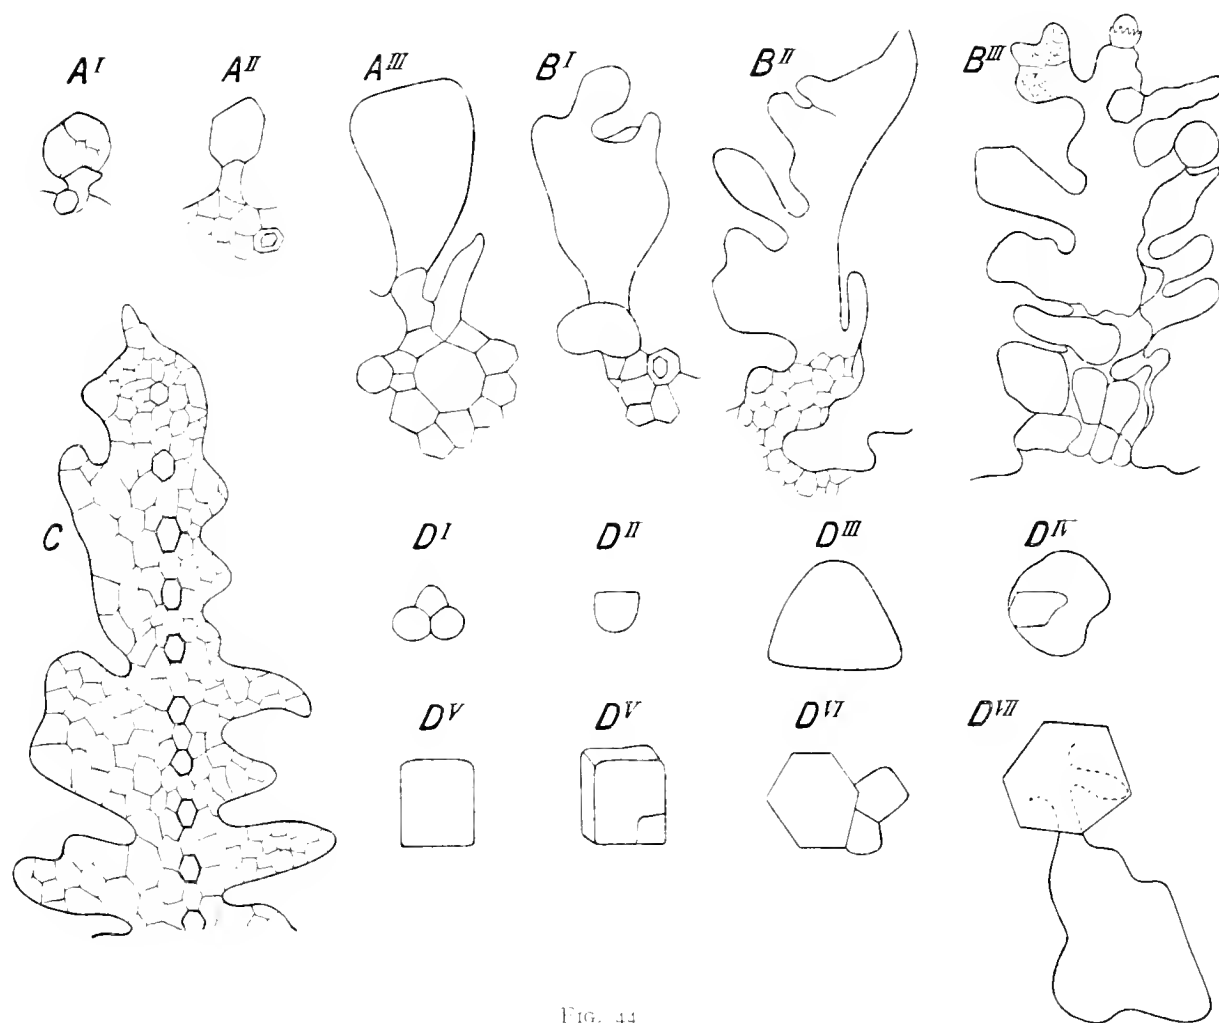 A^I A^II A^III B^I B^II B^III
C
D^I D^II D^III D^IV
D^V D^V D^VI D^VII
FIG. 44